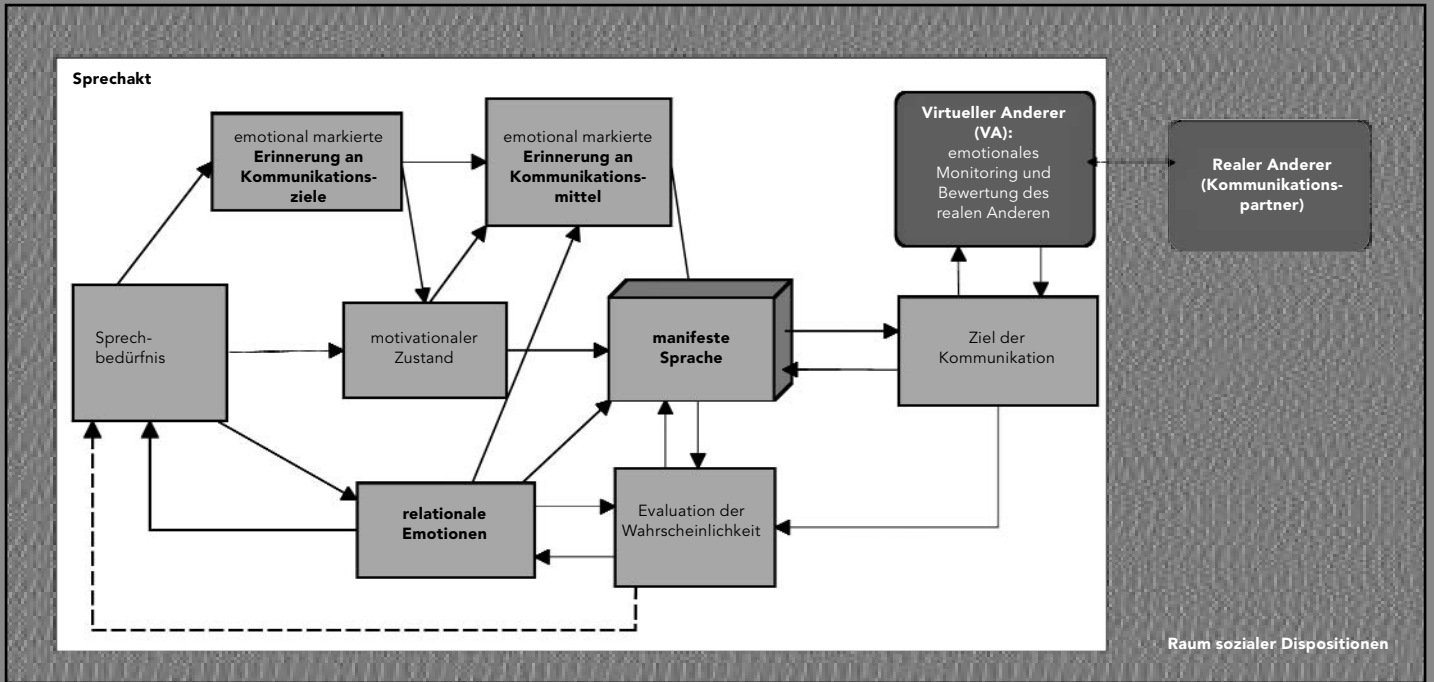 Sprechakt
emotional markierte
Erinnerung an
Kommunikations-
ziele
emotional markierte
Erinnerung an
Kommunikations-
mittel
Virtueller Anderer
(VA):
emotionales
Monitoring und
Bewertung des
realen Anderen
Realer Anderer
(Kommunikations-
partner)
Sprech-
bedürfnis
motivationaler
Zustand
manifeste
Sprache
Ziel der
Kommunikation
relationale
Emotionen
Evaluation der
Wahrscheinlichkeit
Raum sozialer Dispositionen